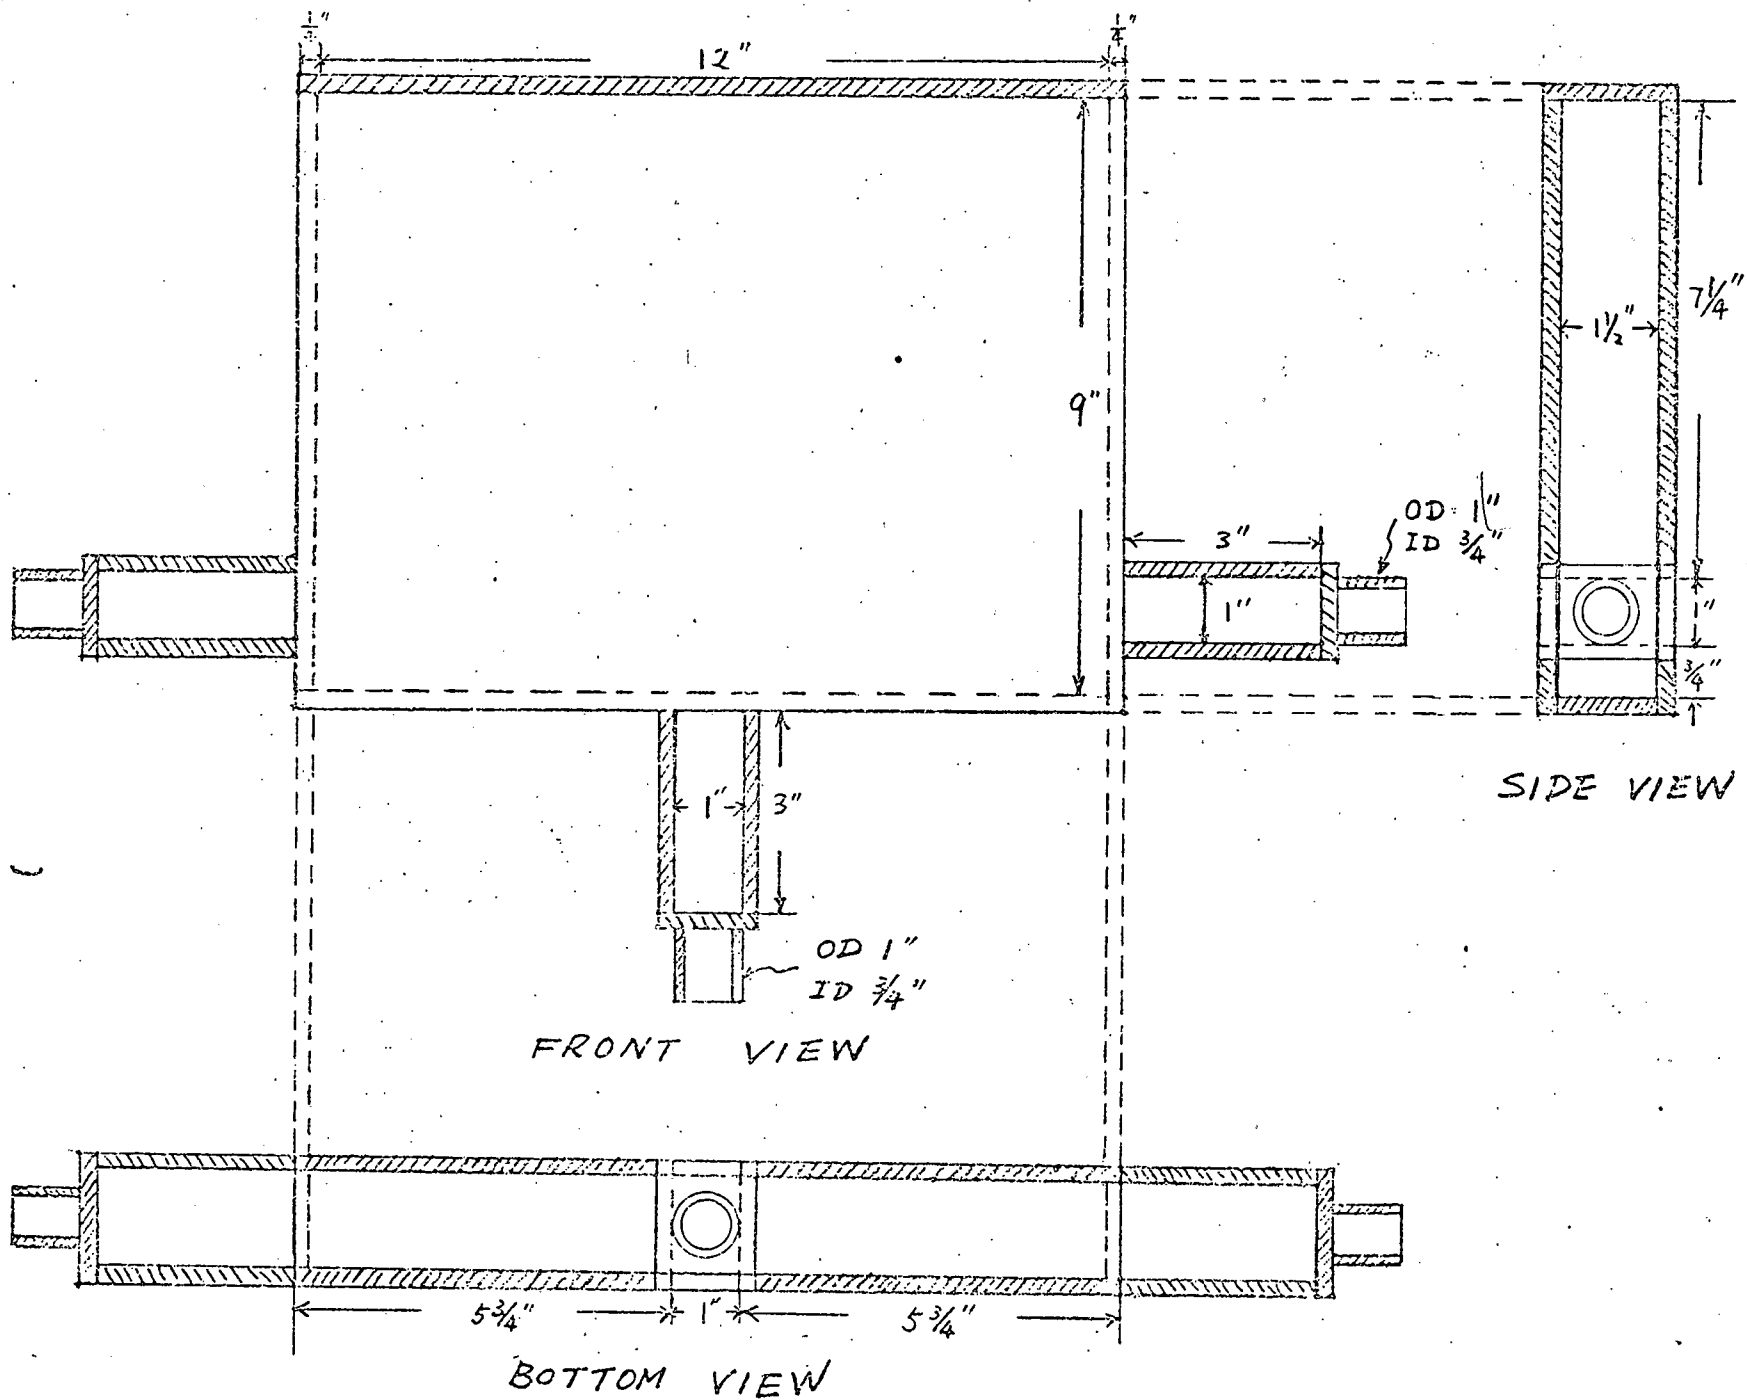 1/4" 12" 1/4"
9"
7 1/4"
1 1/2"
OD 1"
ID 3/4"
3"
1"
1"
3/4"
SIDE VIEW
1" 3"
OD 1"
ID 3/4"
FRONT VIEW
5 3/4" 1" 5 3/4"
BOTTOM VIEW